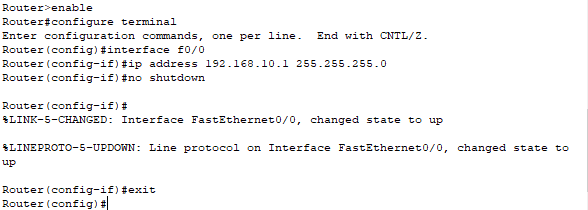 Router>enable
Router#configure terminal
Enter configuration commands, one per line.  End with CNTL/Z.
Router(config)#interface f0/0
Router(config-if)#ip address 192.168.10.1 255.255.255.0
Router(config-if)#no shutdown
Router(config-if)#
%LINK-5-CHANGED: Interface FastEthernet0/0, changed state to up
%LINEPROTO-5-UPDOWN: Line protocol on Interface FastEthernet0/0, changed state to
up
Router(config-if)#exit
Router(config)#